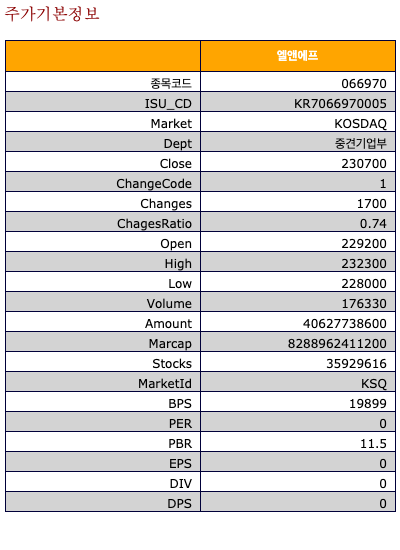 주가기본정보
엘앤에프
종목코드 066970
ISU_CD KR7066970005
Market KOSDAQ
Dept 중견기업부
Close 230700
ChangeCode 1
Changes 1700
ChagesRatio 0.74
Open 229200
High 232300
Low 228000
Volume 176330
Amount 40627738600
Marcap 8288962411200
Stocks 35929616
MarketId KSQ
BPS 19899
PER 0
PBR 11.5
EPS 0
DIV 0
DPS 0